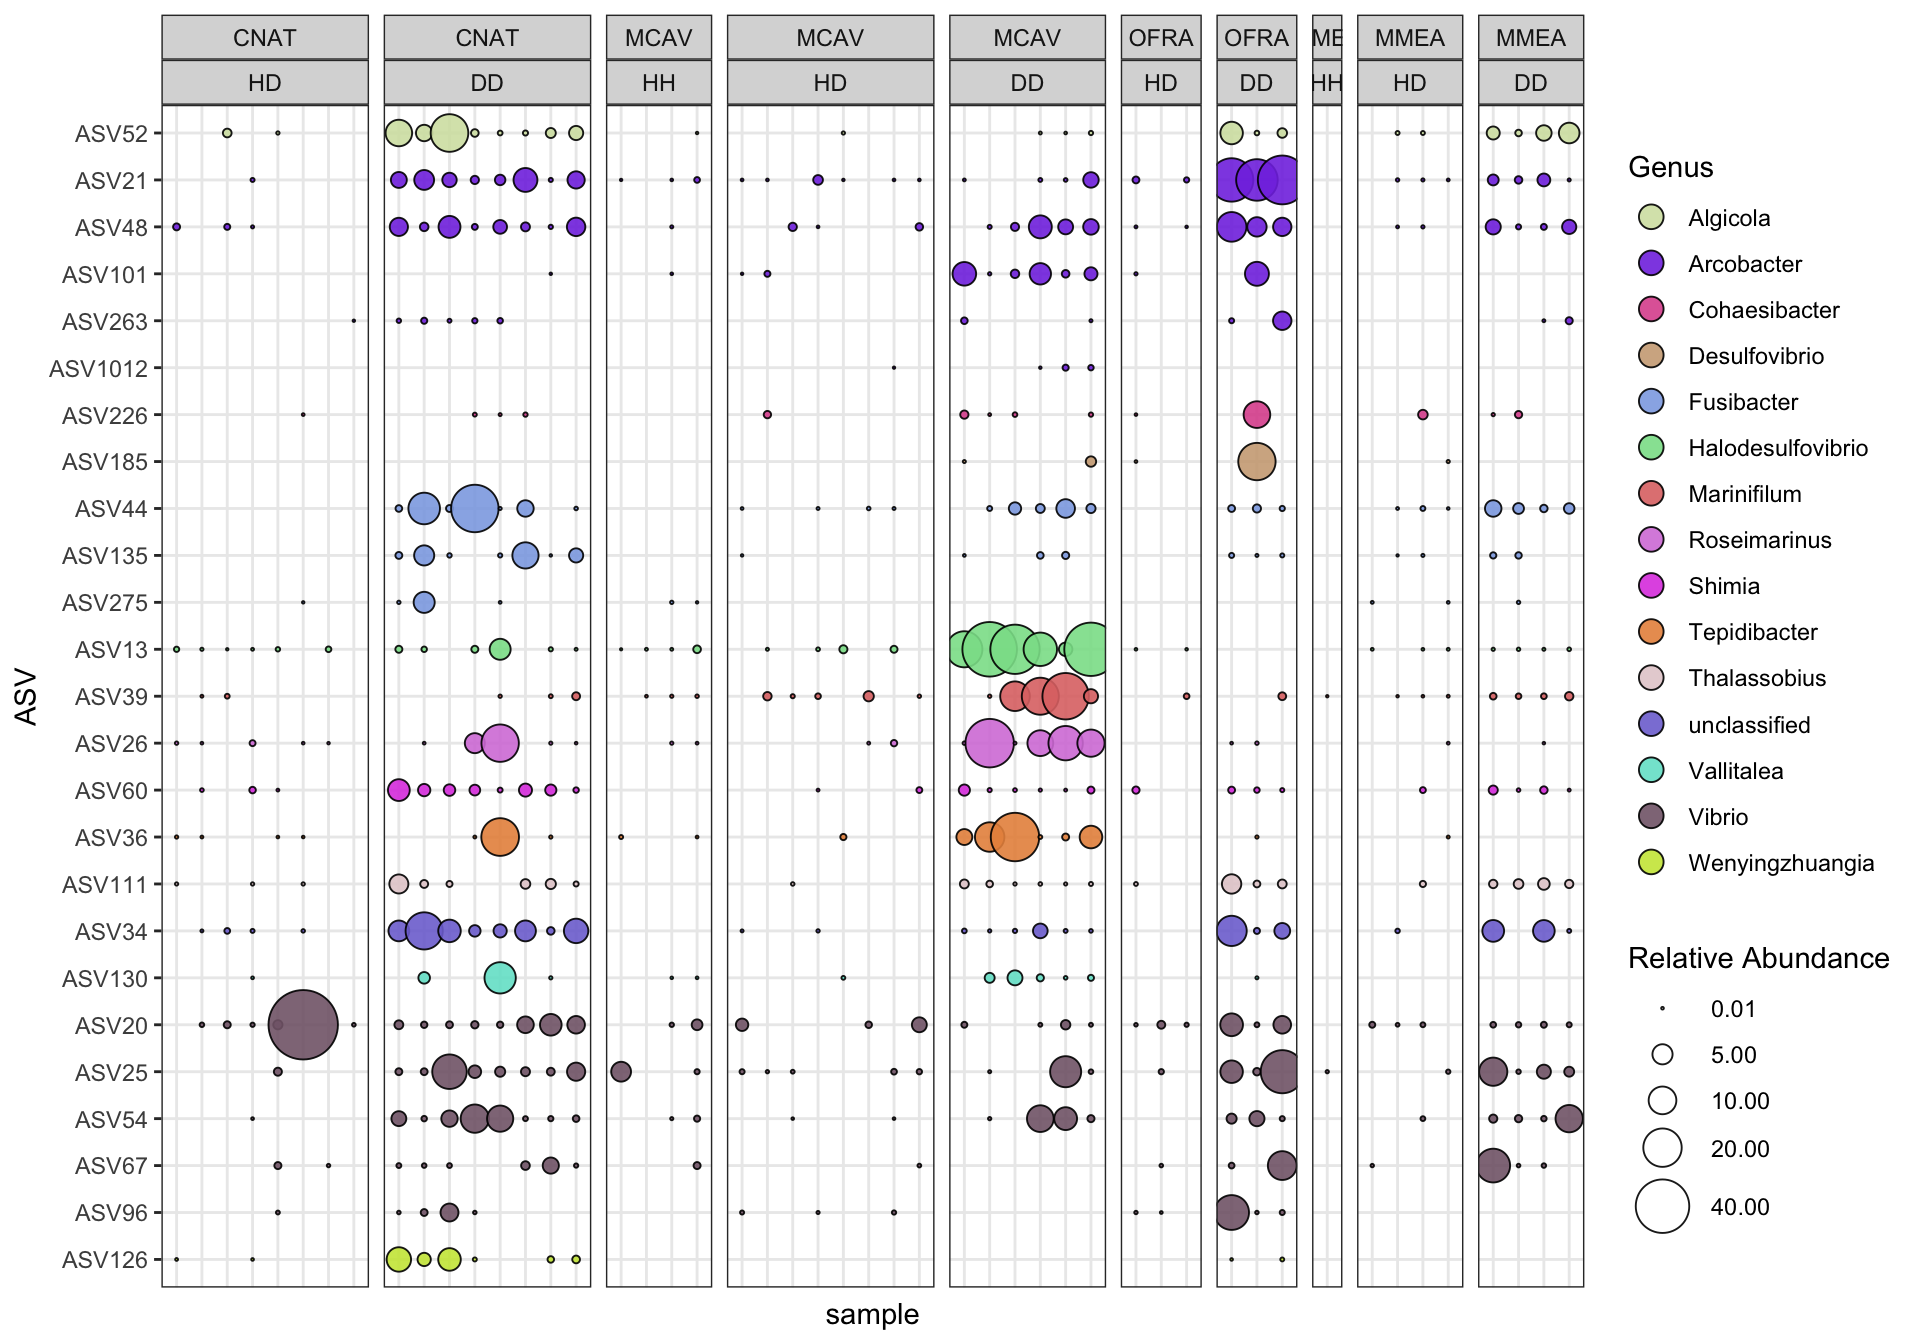 CNAT CNAT MCAV MCAV MCAV OFRA OFRA ME MMEA MMEA
HD DD HH HD DD HD DD HH HD DD
ASV52
ASV21
ASV48
ASV101
ASV263
ASV1012
ASV226
ASV185
ASV44
ASV135
ASV275
ASV13
ASV39
ASV26
ASV60
ASV36
ASV111
ASV34
ASV130
ASV20
ASV25
ASV54
ASV67
ASV96
ASV126
ASV
sample
Genus
Algicola
Arcobacter
Cohaesibacter
Desulfovibrio
Fusibacter
Halodesulfovibrio
Marinifilum
Roseimarinus
Shimia
Tepidibacter
Thalassobius
unclassified
Vallitalea
Vibrio
Wenyingzhuangia
Relative Abundance
0.01
5.00
10.00
20.00
40.00